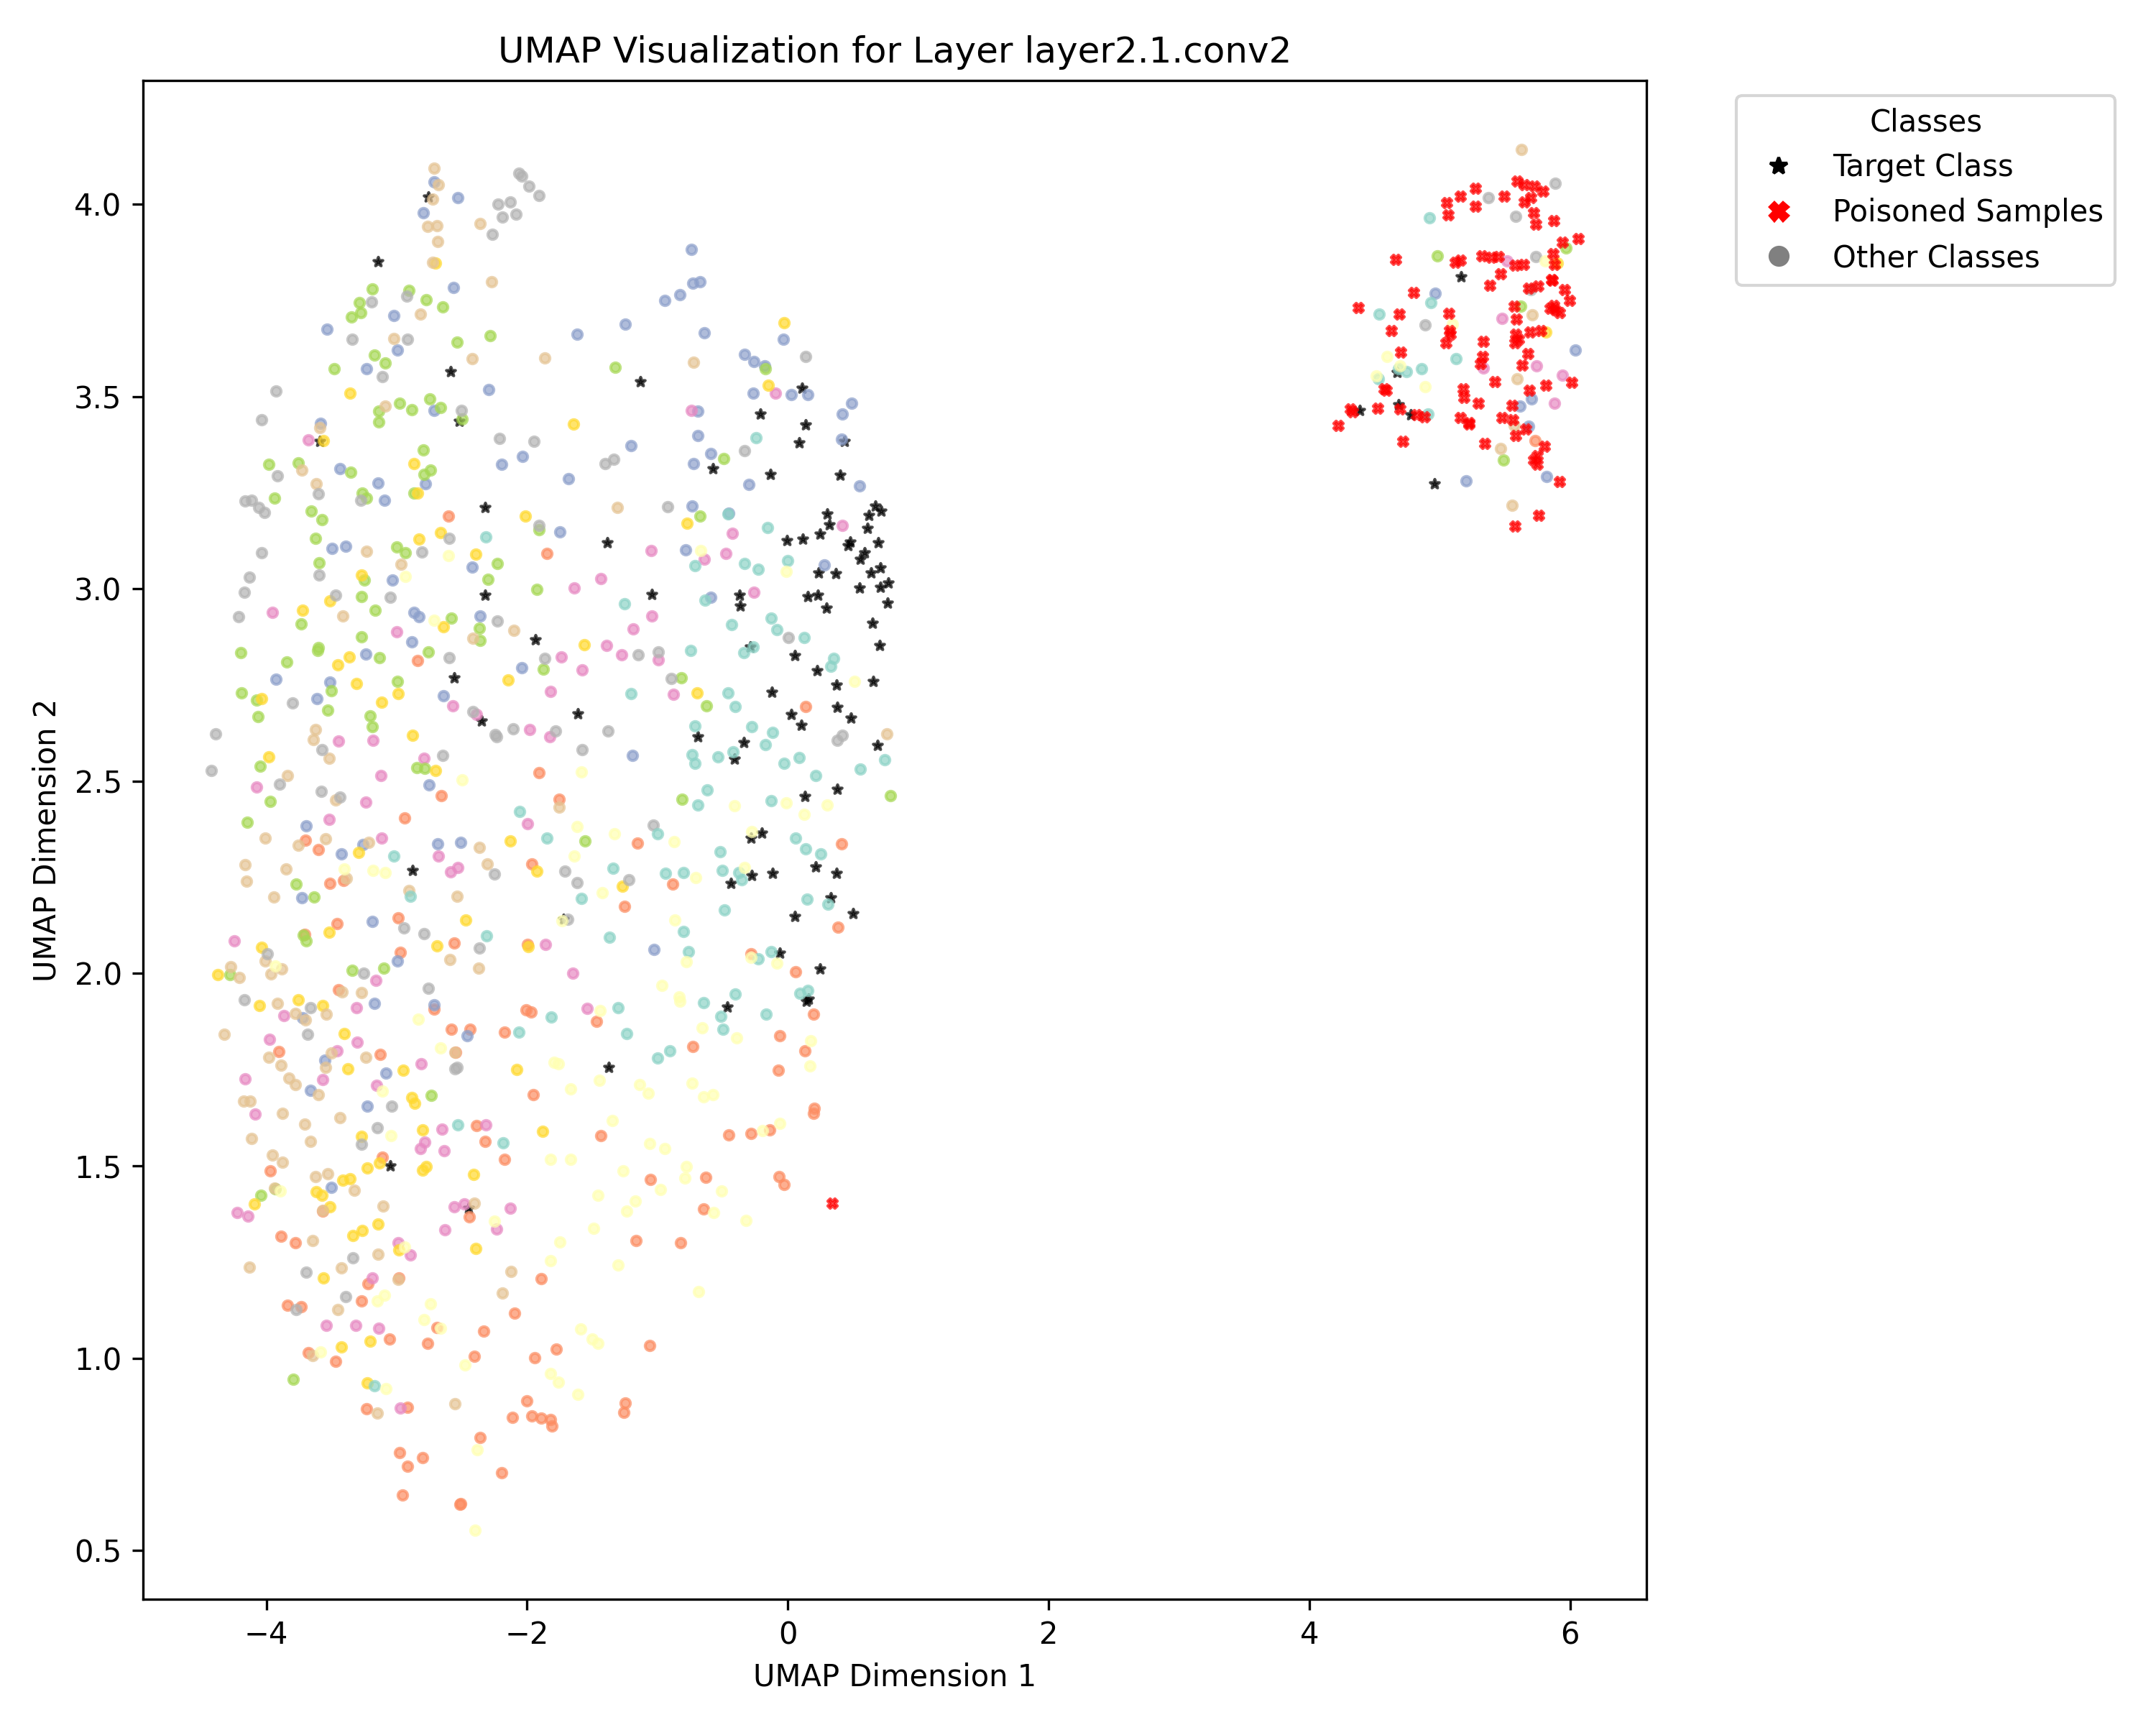 UMAP Visualization for Layer layer2.1.conv2
Classes
Target Class
Poisoned Samples
Other Classes
UMAP Dimension 2
4.0
3.5
3.0
2.5
2.0
1.5
1.0
0.5
−4
−2
0
2
4
6
UMAP Dimension 1